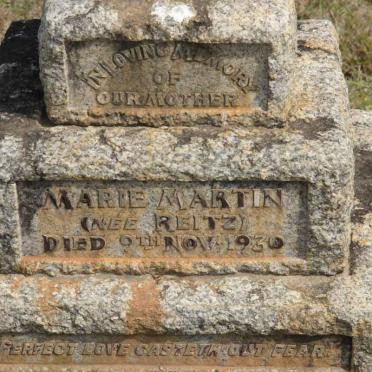 IN LOVING MEMORY
OF
OUR MOTHER
MARIE MARTIN
(NEE REITZ)
DIED 9TH NOV. 1930
PERFECT LOVE CASTETH OUT FEAR